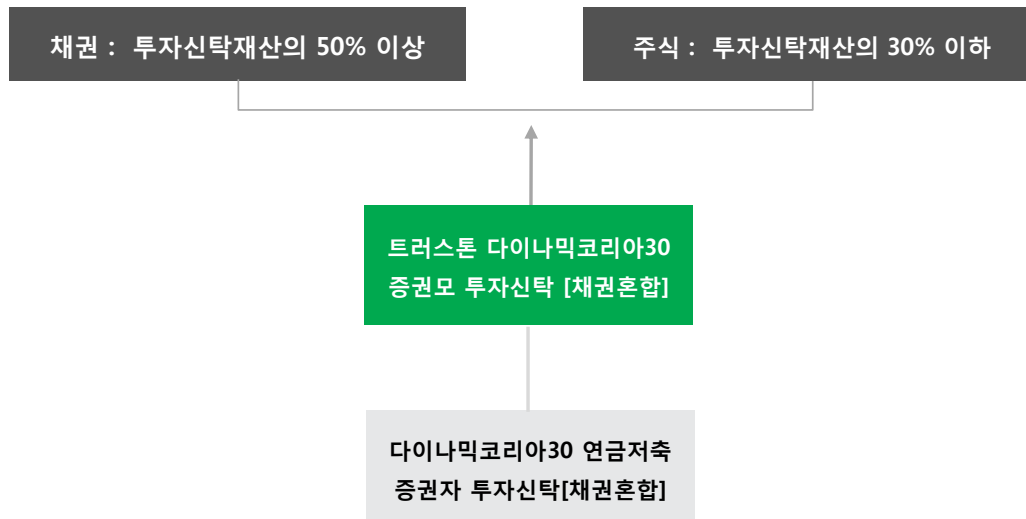 채권 : 투자신탁재산의 50% 이상
주식 : 투자신탁재산의 30% 이하
트러스톤 다이나믹코리아30
증권모 투자신탁 [채권혼합]
다이나믹코리아30 연금저축
증권자 투자신탁[채권혼합]